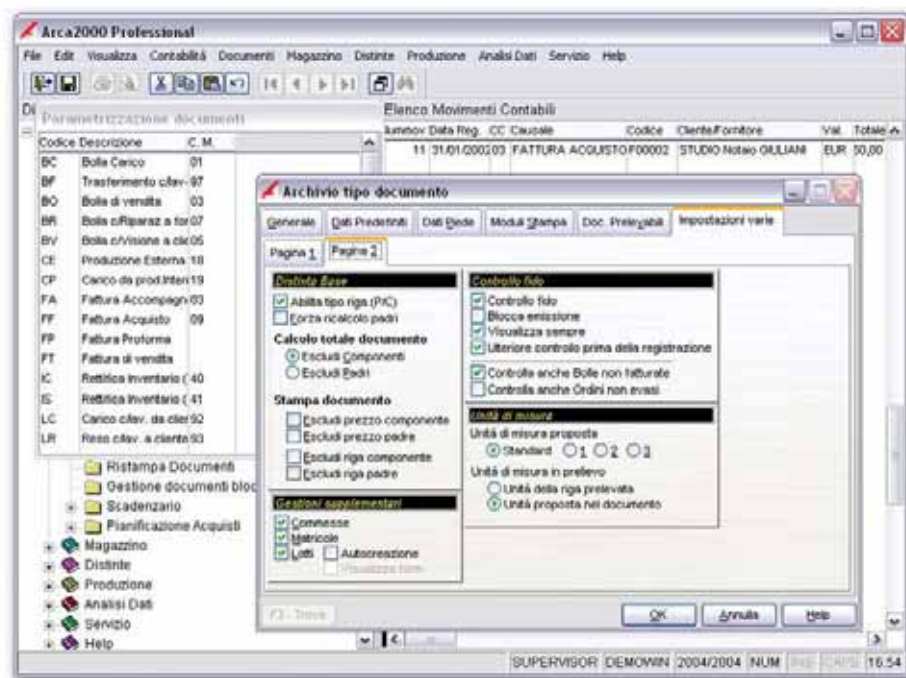 Arca2000 Professional
File Edit Visualizza Contabilità Documenti Magazzino Distinte Produzione Analisi Dati Servizio Help
Di
Parametrizzazione documenti
Codice Descrizione C. M.
BC Bolla Carico 01
BF Trasferimento c/lav- 97
BO Bolla di vendita 03
BR Bolla c/Riparaz a for 07
BV Bolla c/Visione a clie 05
CE Produzione Esterna 18
CP Carico da prod.Intern 19
FA Fattura Accompagn 03
FF Fattura Acquisto 09
FP Fattura Proforma
FT Fattura di vendita
IC Rettifica Inventario ( 40
IS Rettifica Inventario ( 41
LC Carico c/lav. da clien 92
LR Reso c/lav. a cliente 93
Ristampa Documenti
Gestione documenti bloc
Scadenzario
Pianificazione Acquisti
Magazzino
Distinte
Produzione
Analisi Dati
Servizio
Help
Elenco Movimenti Contabili
Nummov Data Reg. CC Causale Codice Cliente/Fornitore Val. Totale
11 31/01/2002 03 FATTURA ACQUISTO F00002 STUDIO Notaio GIULIANI EUR 50,00
Archivio tipo documento
Generale Dati Predefiniti Dati Piede Moduli Stampa Doc. Prelevabili Impostazioni varie
Pagina 1 Pagina 2
Distinta Base
Abilita tipo riga (P/C)
Forza ricalcolo padri
Calcolo totale documento
Escludi Componenti
Escludi Padri
Stampa documento
Escludi prezzo componente
Escludi prezzo padre
Escludi riga componente
Escludi riga padre
Gestioni supplementari
Commesse
Matricole
Lotti Autocreazione
Visualizza form
Controllo fido
Controllo fido
Blocca emissione
Visualizza sempre
Ulteriore controllo prima della registrazione
Controlla anche Bolle non fatturate
Controlla anche Ordini non evasi
Unità di misura
Unità di misura proposta
Standard 1 2 3
Unità di misura in prelievo
Unità della riga prelevata
Unità proposta nel documento
F3 - Trova OK Annulla Help
SUPERVISOR DEMOWIN 2004/2004 NUM INS CAPS 16.54